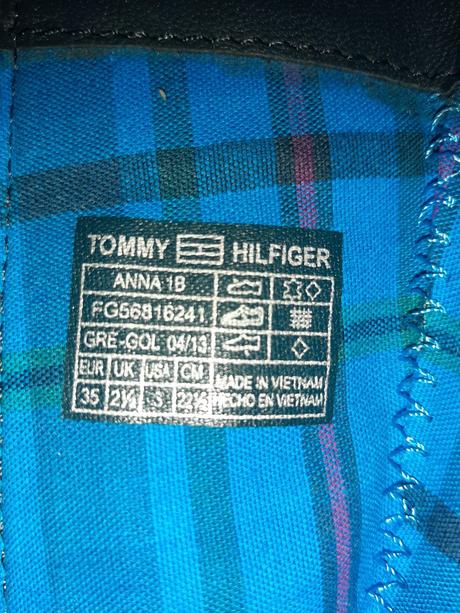 TOMMY HILFIGER
ANNA 1B
FG56816241
GRE-GOL 04/13
EUR UK USA CM
35 2½ 5 22½
MADE IN VIETNAM
HECHO EN VIETNAM